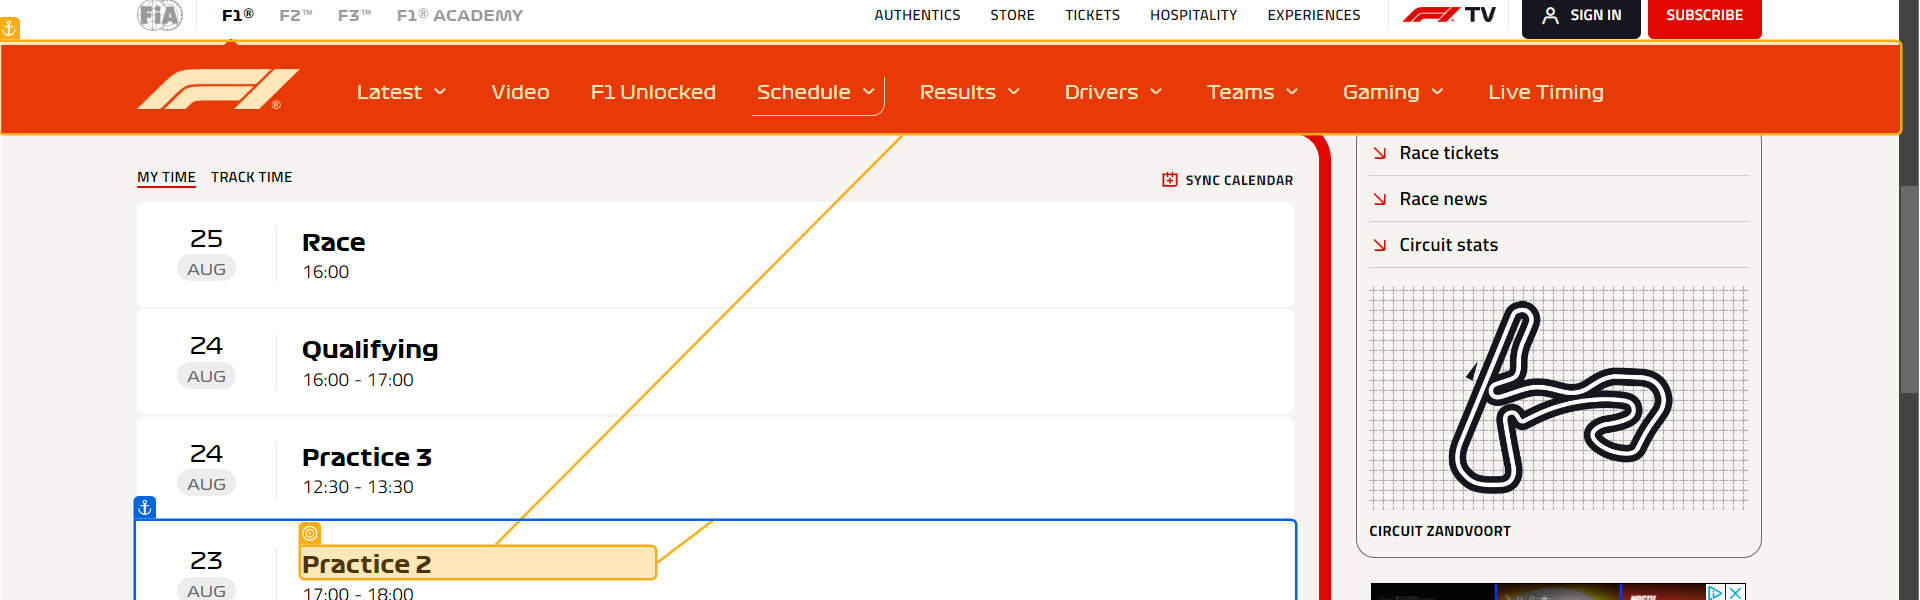 FiA F1® F2™ F3™ F1® ACADEMY AUTHENTICS STORE TICKETS HOSPITALITY EXPERIENCES F1 TV SIGN IN SUBSCRIBE
F1® Latest Video F1 Unlocked Schedule Results Drivers Teams Gaming Live Timing
MY TIME TRACK TIME SYNC CALENDAR
25 AUG
Race
16:00
24 AUG
Qualifying
16:00 - 17:00
24 AUG
Practice 3
12:30 - 13:30
23 AUG
Practice 2
17:00 - 18:00
Race tickets
Race news
Circuit stats
CIRCUIT ZANDVOORT